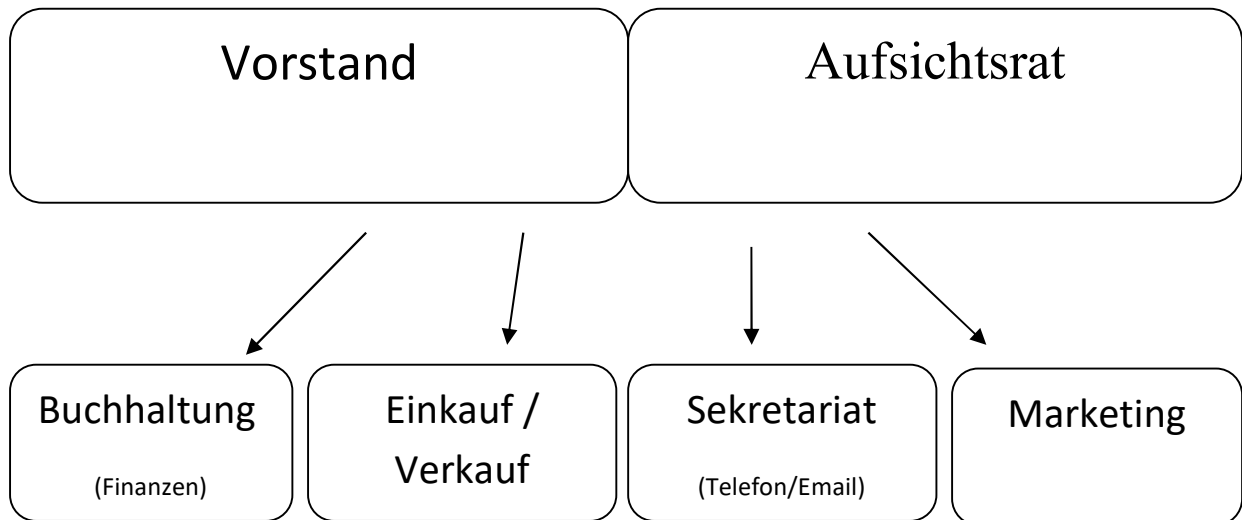 Vorstand
Aufsichtsrat
Buchhaltung
(Finanzen)
Einkauf /
Verkauf
Sekretariat
(Telefon/Email)
Marketing